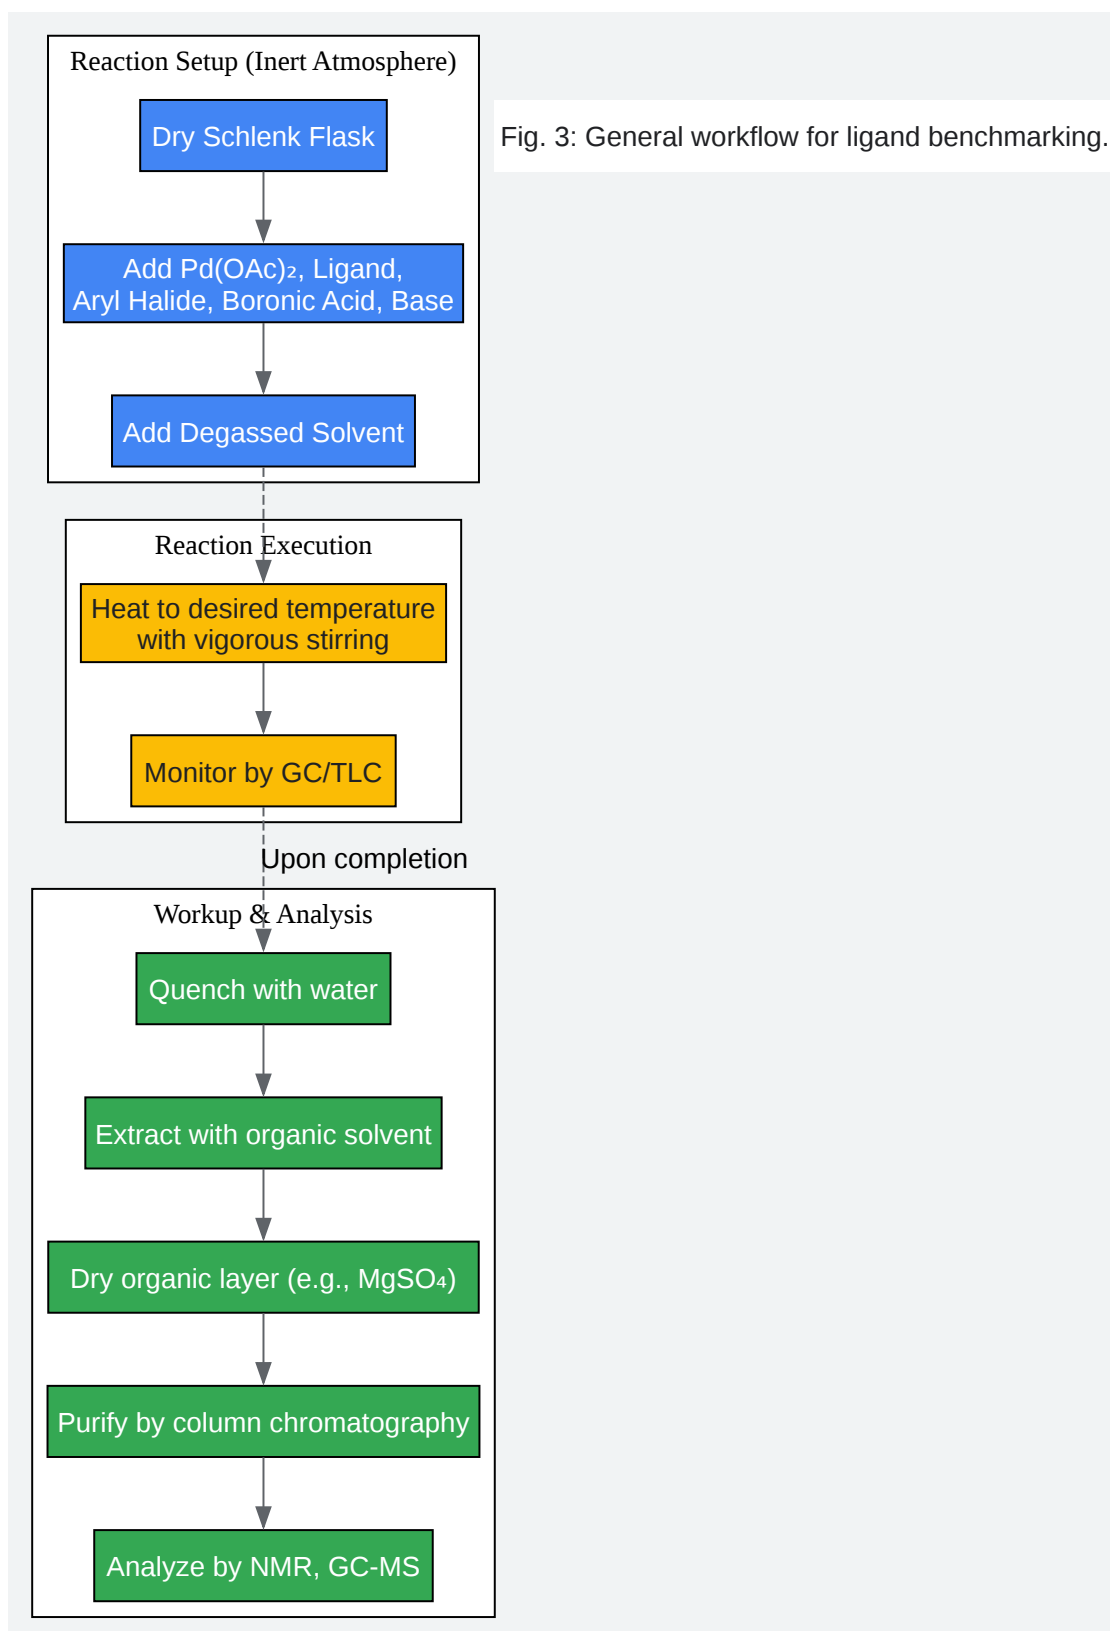 Reaction Setup (Inert Atmosphere)
Dry Schlenk Flask
Fig. 3: General workflow for ligand benchmarking.
Add Pd(OAc)₂, Ligand,
Aryl Halide, Boronic Acid, Base
Add Degassed Solvent
Reaction Execution
Heat to desired temperature
with vigorous stirring
Monitor by GC/TLC
Upon completion
Workup & Analysis
Quench with water
Extract with organic solvent
Dry organic layer (e.g., MgSO₄)
Purify by column chromatography
Analyze by NMR, GC-MS